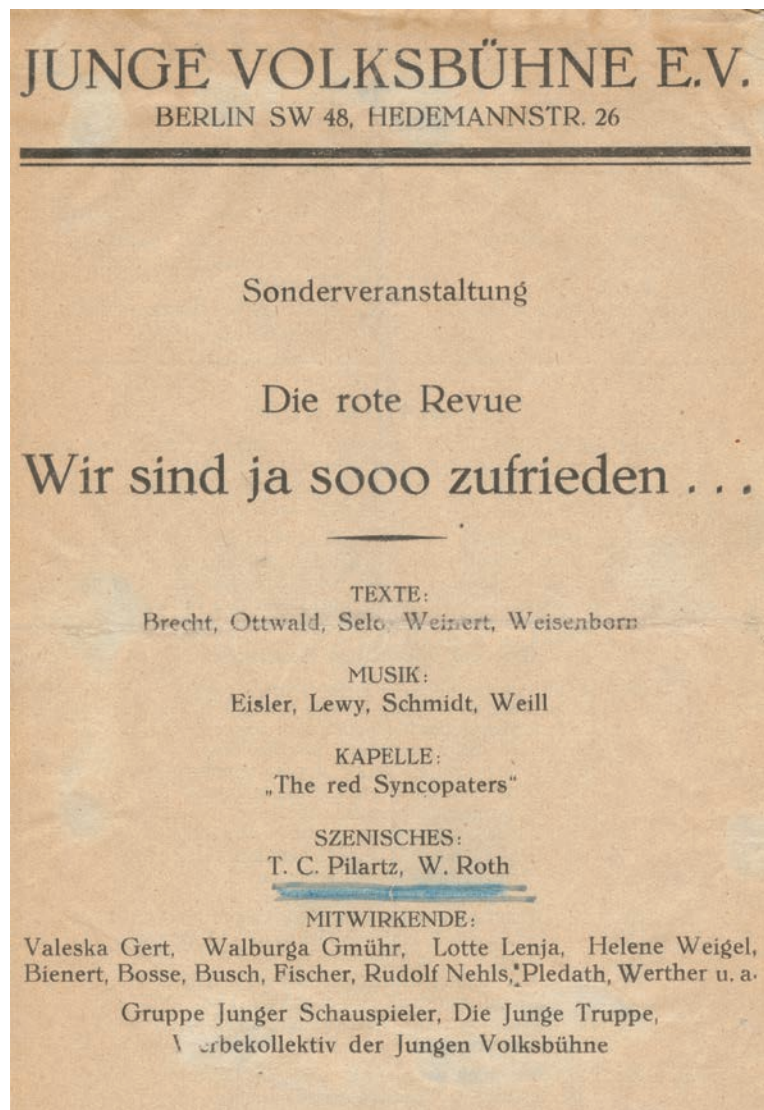 JUNGE VOLKSBÜHNE E.V.
BERLIN SW 48, HEDEMANNSTR. 26
Sonderveranstaltung
Die rote Revue
Wir sind ja sooo zufrieden . . .
TEXTE:
Brecht, Ottwald, Selo, Weinert, Weisenborn
MUSIK:
Eisler, Lewy, Schmidt, Weill
KAPELLE:
„The red Syncopaters“
SZENISCHES:
T. C. Pilartz, W. Roth
MITWIRKENDE:
Valeska Gert, Walburga Gmühr, Lotte Lenja, Helene Weigel,
Bienert, Bosse, Busch, Fischer, Rudolf Nehls, Pledath, Werther u. a.
Gruppe Junger Schauspieler, Die Junge Truppe,
der Jungen Volksbühne